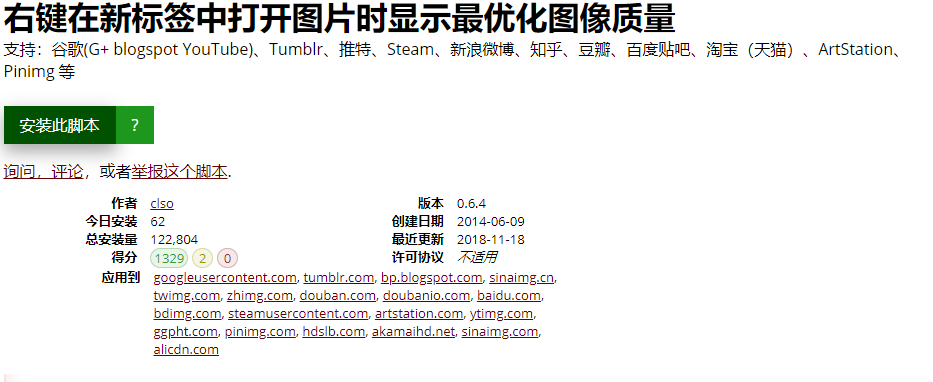 右键在新标签中打开图片时显示最优化图像质量
支持：谷歌(G+ blogspot YouTube)、Tumblr、推特、Steam、新浪微博、知乎、豆瓣、百度贴吧、淘宝（天猫）、ArtStation、
Pinimg 等
安装此脚本 ?
询问，评论，或者举报这个脚本.
作者 clso 版本 0.6.4
今日安装 62 创建日期 2014-06-09
总安装量 122,804 最近更新 2018-11-18
得分 1329 2 0 许可协议 不适用
应用到 googleusercontent.com, tumblr.com, bp.blogspot.com, sinaimg.cn,
twimg.com, zhimg.com, douban.com, doubanio.com, baidu.com,
bdimg.com, steamusercontent.com, artstation.com, ytimg.com,
ggpht.com, pinimg.com, hdslb.com, akamaihd.net, sinaimg.com,
alicdn.com